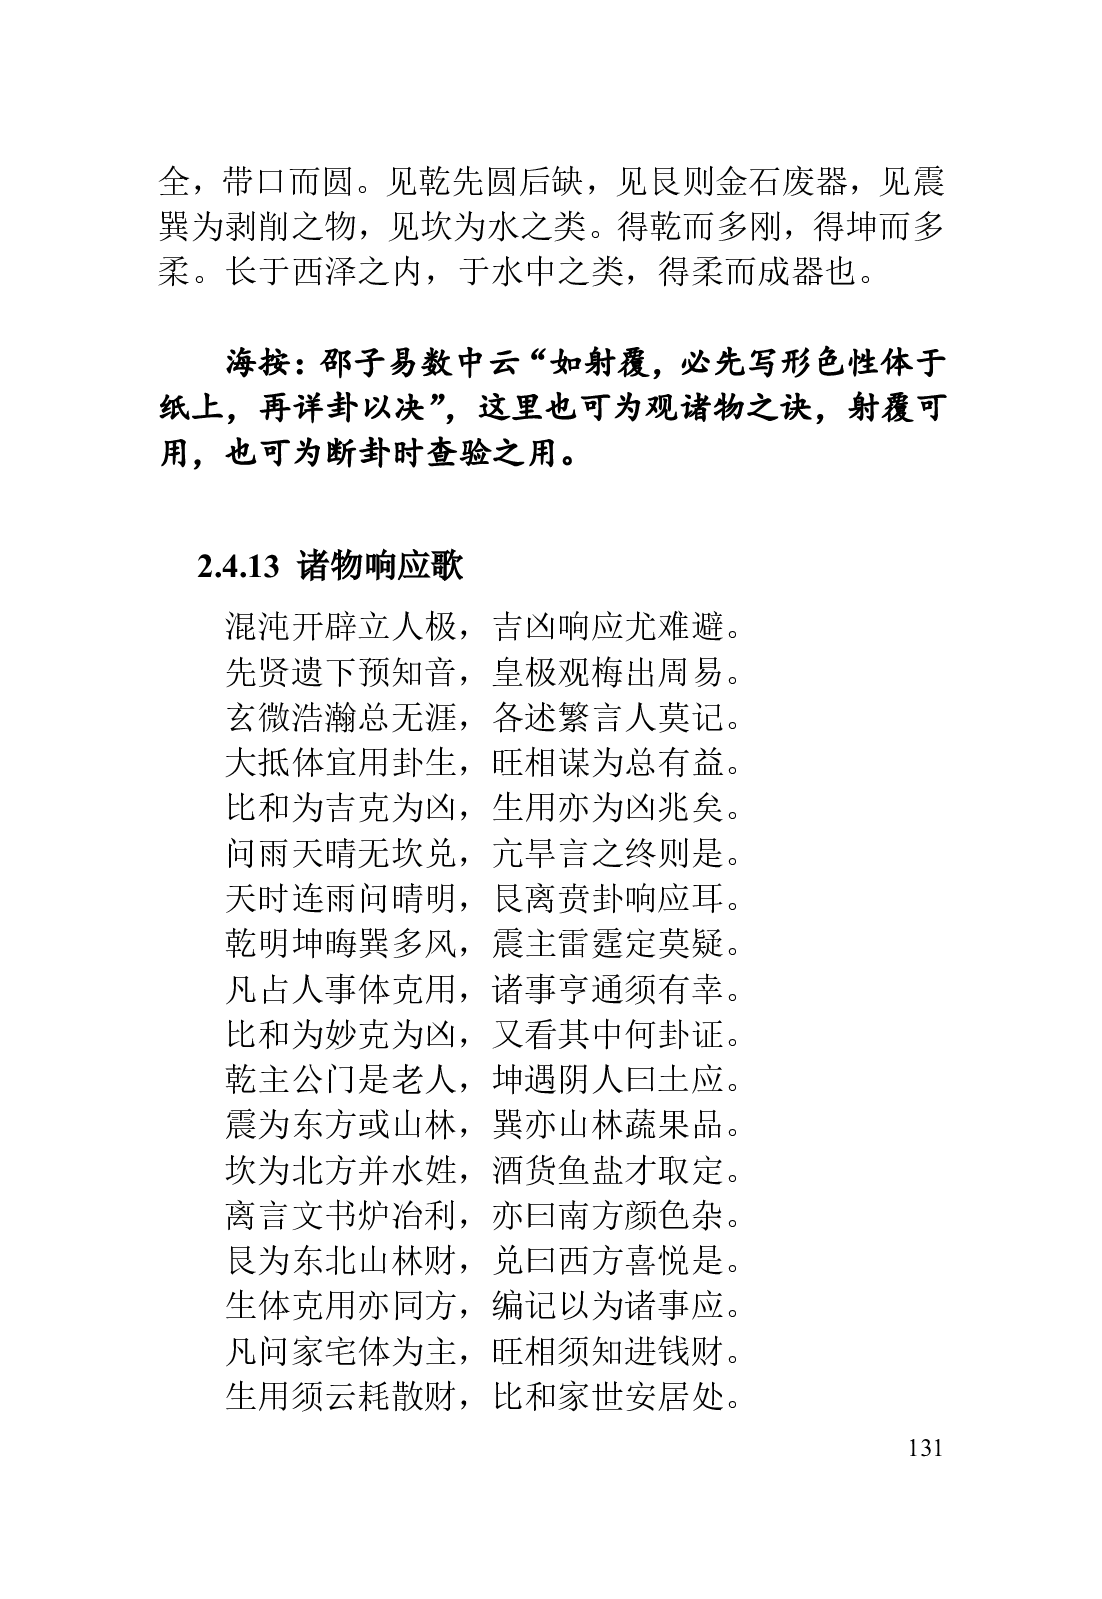 全，带口而圆。见乾先圆后缺，见艮则金石废器，见震
巽为剥削之物，见坎为水之类。得乾而多刚，得坤而多
柔。长于西泽之内，于水中之类，得柔而成器也。
海按：邵子易数中云“如射覆，必先写形色性体于
纸上，再详卦以决”，这里也可为观诸物之诀，射覆可
用，也可为断卦时查验之用。
2.4.13 诸物响应歌
混沌开辟立人极，吉凶响应尤难避。
先贤遗下预知音，皇极观梅出周易。
玄微浩瀚总无涯，各述繁言人莫记。
大抵体宜用卦生，旺相谋为总有益。
比和为吉克为凶，生用亦为凶兆矣。
问雨天晴无坎兑，亢旱言之终则是。
天时连雨问晴明，艮离贲卦响应耳。
乾明坤晦巽多风，震主雷霆定莫疑。
凡占人事体克用，诸事亨通须有幸。
比和为妙克为凶，又看其中何卦证。
乾主公门是老人，坤遇阴人曰土应。
震为东方或山林，巽亦山林蔬果品。
坎为北方并水姓，酒货鱼盐才取定。
离言文书炉冶利，亦曰南方颜色杂。
艮为东北山林财，兑曰西方喜悦是。
生体克用亦同方，编记以为诸事应。
凡问家宅体为主，旺相须知进钱财。
生用须云耗散财，比和家世安居处。
131